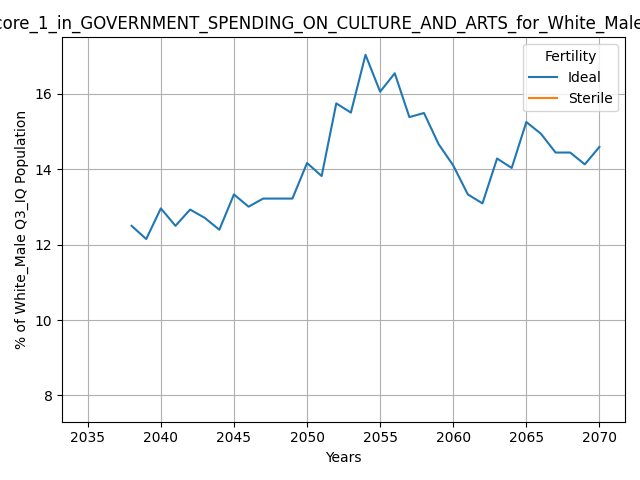 core_1_in_GOVERNMENT_SPENDING_ON_CULTURE_AND_ARTS_for_White_Male
Fertility
Ideal
Sterile
% of White_Male Q3_IQ Population
16
14
12
10
8
2035 2040 2045 2050 2055 2060 2065 2070
Years